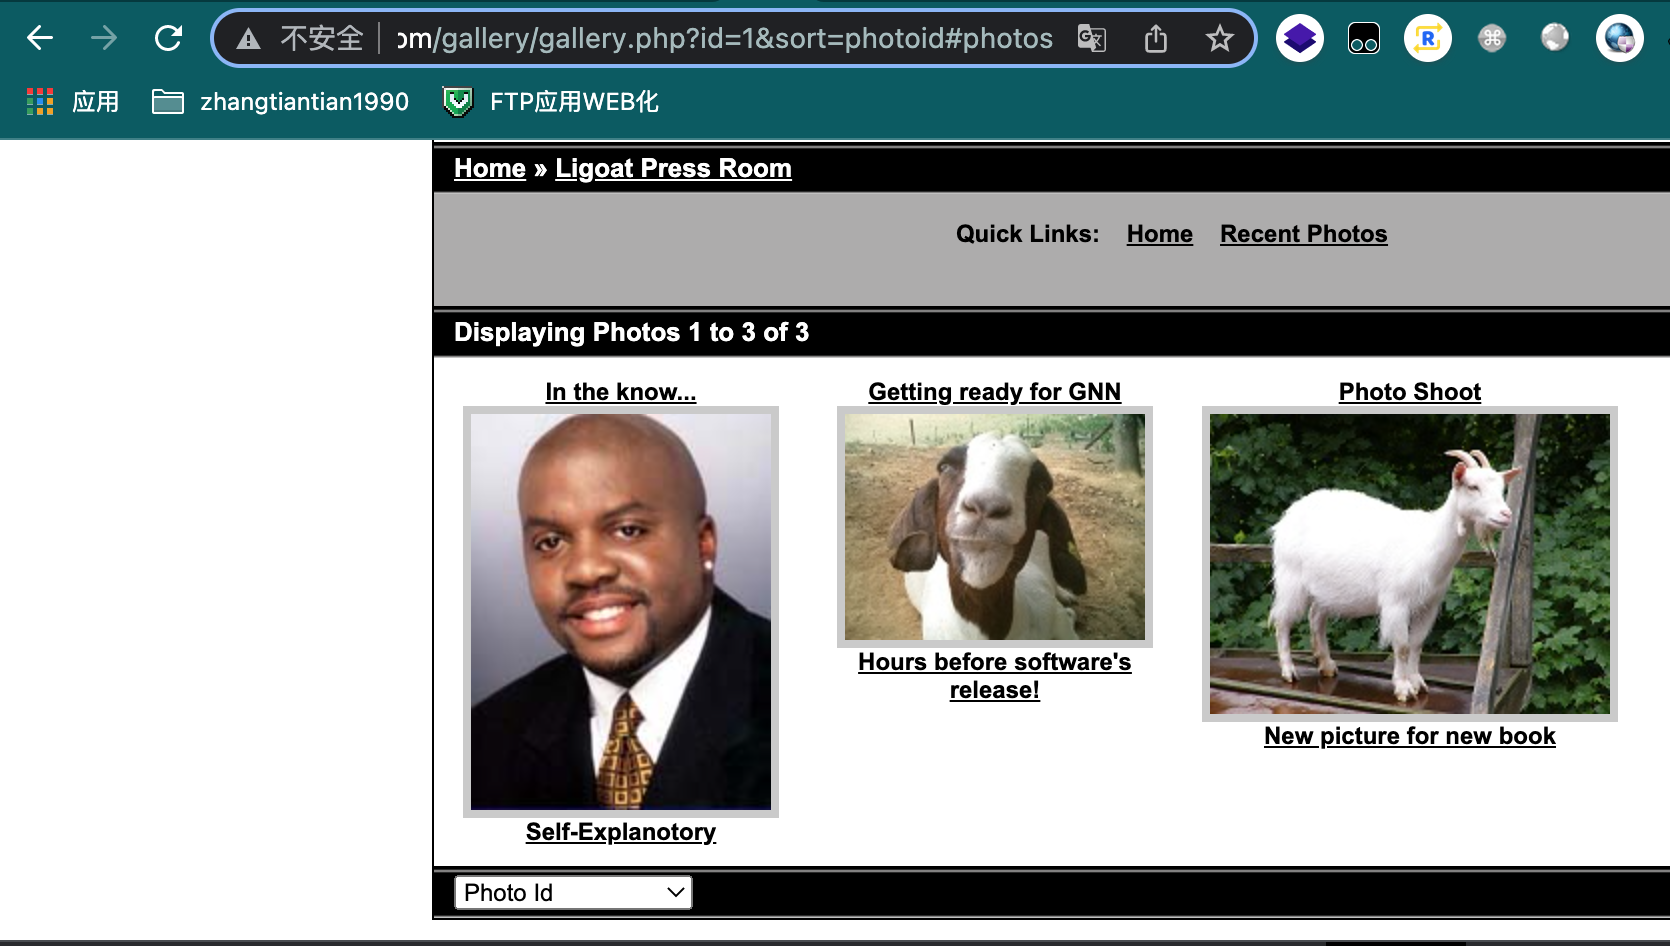 不安全 om/gallery/gallery.php?id=1&sort=photoid#photos
应用 zhangtiantian1990 FTP应用WEB化
Home » Ligoat Press Room
Quick Links: Home Recent Photos
Displaying Photos 1 to 3 of 3
In the know...
Self-Explanotory
Getting ready for GNN
Hours before software's
release!
Photo Shoot
New picture for new book
Photo Id